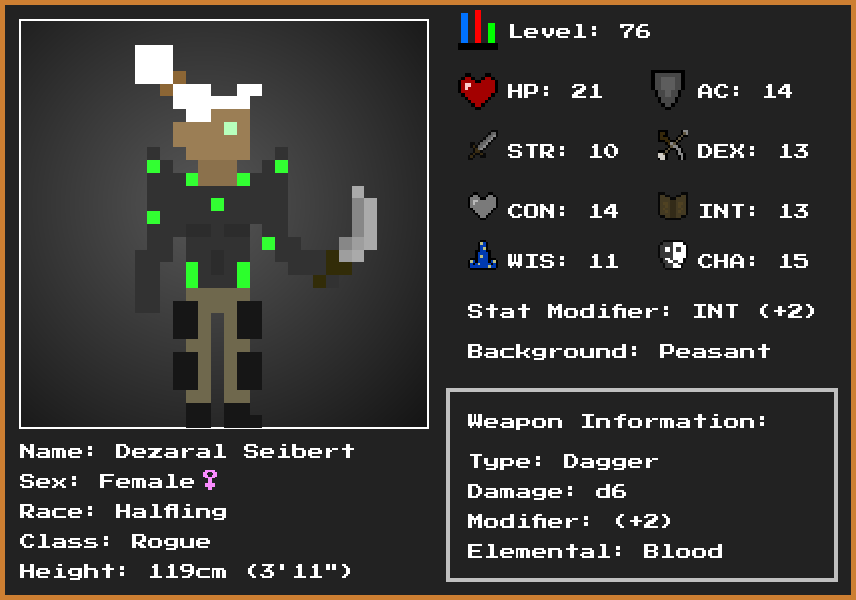 Level: 76
HP: 21
AC: 14
STR: 10
DEX: 13
CON: 14
INT: 13
WIS: 11
CHA: 15
Stat Modifier: INT (+2)
Background: Peasant
Weapon Information:
Type: Dagger
Damage: d6
Modifier: (+2)
Elemental: Blood
Name: Dezaral Seibert
Sex: Female♀
Race: Halfling
Class: Rogue
Height: 119cm (3'11")